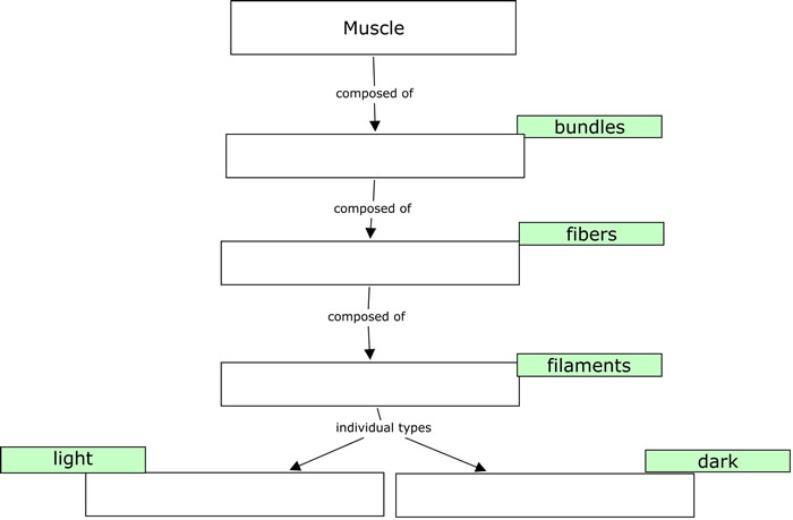 Muscle
composed of
bundles
composed of
fibers
composed of
filaments
individual types
light
dark